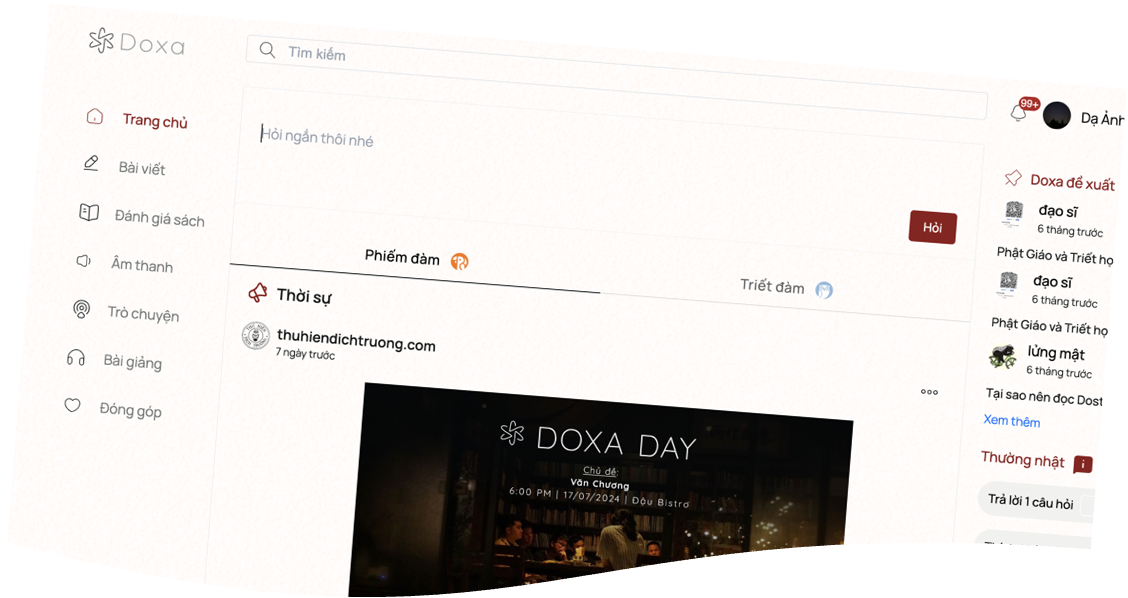 Doxa
Tìm kiếm
99+
Dạ Ảnh
Trang chủ
Bài viết
Đánh giá sách
Âm thanh
Trò chuyện
Bài giảng
Đóng góp
Hỏi ngắn thôi nhé
Hỏi
Phiếm đàm
Triết đàm
Thời sự
thuhiendichtruong.com
7 ngày trước
DOXA DAY
Chủ đề:
Văn Chương
6:00 PM | 17/07/2024 | Đậu Bistro
Doxa đề xuất
đạo sĩ
6 tháng trước
Phật Giáo và Triết họ
đạo sĩ
6 tháng trước
Phật Giáo và Triết họ
lửng mật
6 tháng trước
Tại sao nên đọc Dost
Xem thêm
Thường nhật
Trả lời 1 câu hỏi